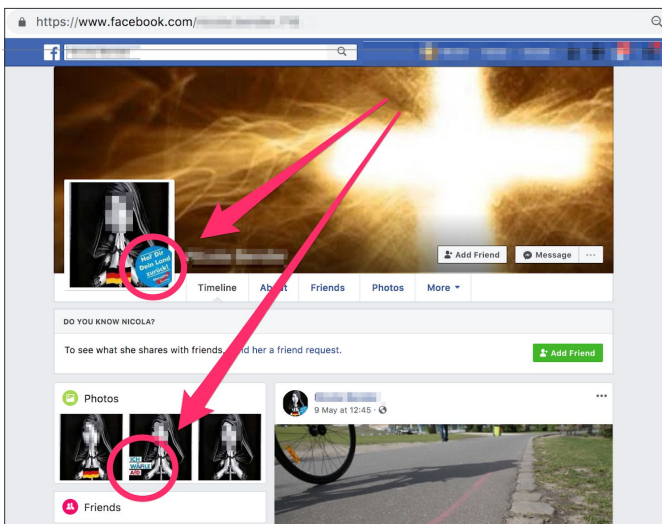 https://www.facebook.com/
f
Hol Dir
Dein Land
zurück!
Add Friend
Message
Timeline
About
Friends
Photos
More
DO YOU KNOW NICOLA?
To see what she shares with friends, her a friend request.
Add Friend
Photos
ICH
WÄHLE
AfD
9 May at 12:45
Friends